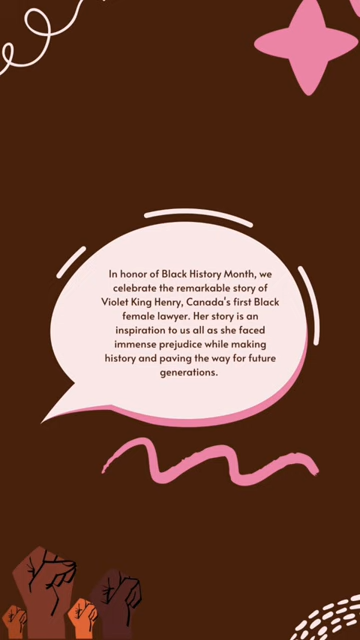 In honor of Black History Month, we
celebrate the remarkable story of
Violet King Henry, Canada's first Black
female lawyer. Her story is an
inspiration to us all as she faced
immense prejudice while making
history and paving the way for future
generations.